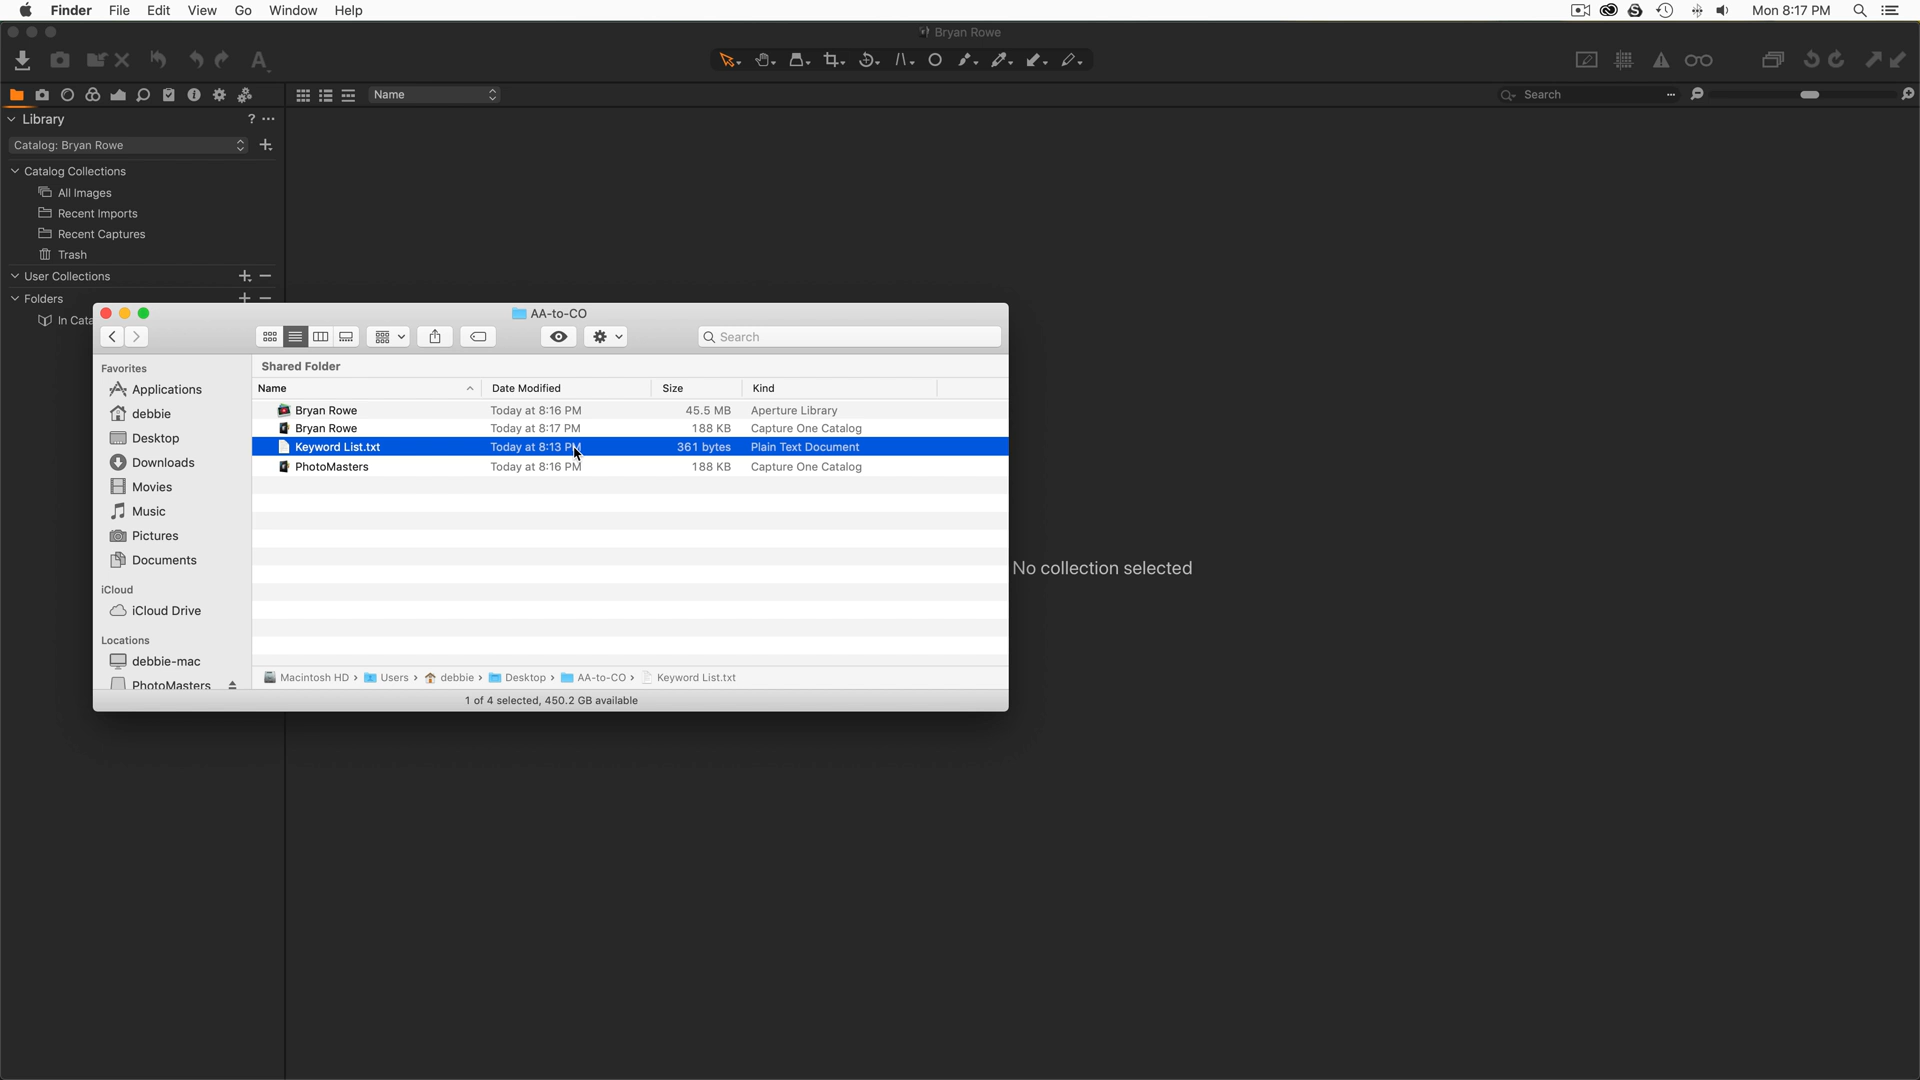 Finder File Edit View Go Window Help Mon 8:17 PM
Bryan Rowe
Name Search
Library ?
Catalog: Bryan Rowe
Catalog Collections
All Images
Recent Imports
Recent Captures
Trash
User Collections
Folders
In Cata
AA-to-CO
Search
Favorites
Applications
debbie
Desktop
Downloads
Movies
Music
Pictures
Documents
iCloud
iCloud Drive
Locations
debbie-mac
PhotoMasters
Shared Folder
Name Date Modified Size Kind
Bryan Rowe Today at 8:16 PM 45.5 MB Aperture Library
Bryan Rowe Today at 8:17 PM 188 KB Capture One Catalog
Keyword List.txt Today at 8:13 PM 361 bytes Plain Text Document
PhotoMasters Today at 8:16 PM 188 KB Capture One Catalog
Macintosh HD › Users › debbie › Desktop › AA-to-CO › Keyword List.txt
1 of 4 selected, 450.2 GB available
No collection selected